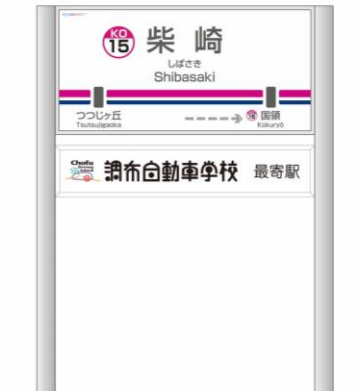 KO
15
柴崎
しばさき
Shibasaki
つつじヶ丘
Tsutsujigaoka
国領
Kokuryō
Chofu
調布自動車学校 最寄駅